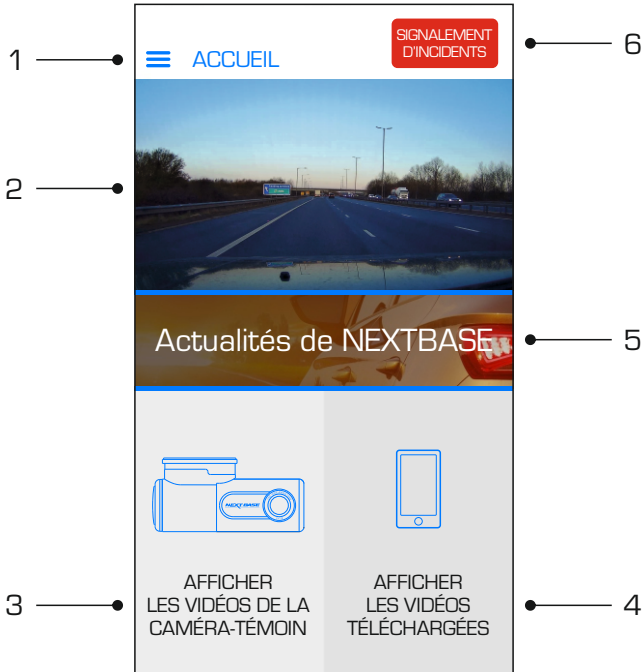 SIGNALEMENT
D'INCIDENTS
6
1
ACCUEIL
2
Actualités de NEXTBASE
5
NEXTBASE
AFFICHER
LES VIDÉOS DE LA
CAMÉRA-TÉMOIN
3
AFFICHER
LES VIDÉOS
TÉLÉCHARGÉES
4